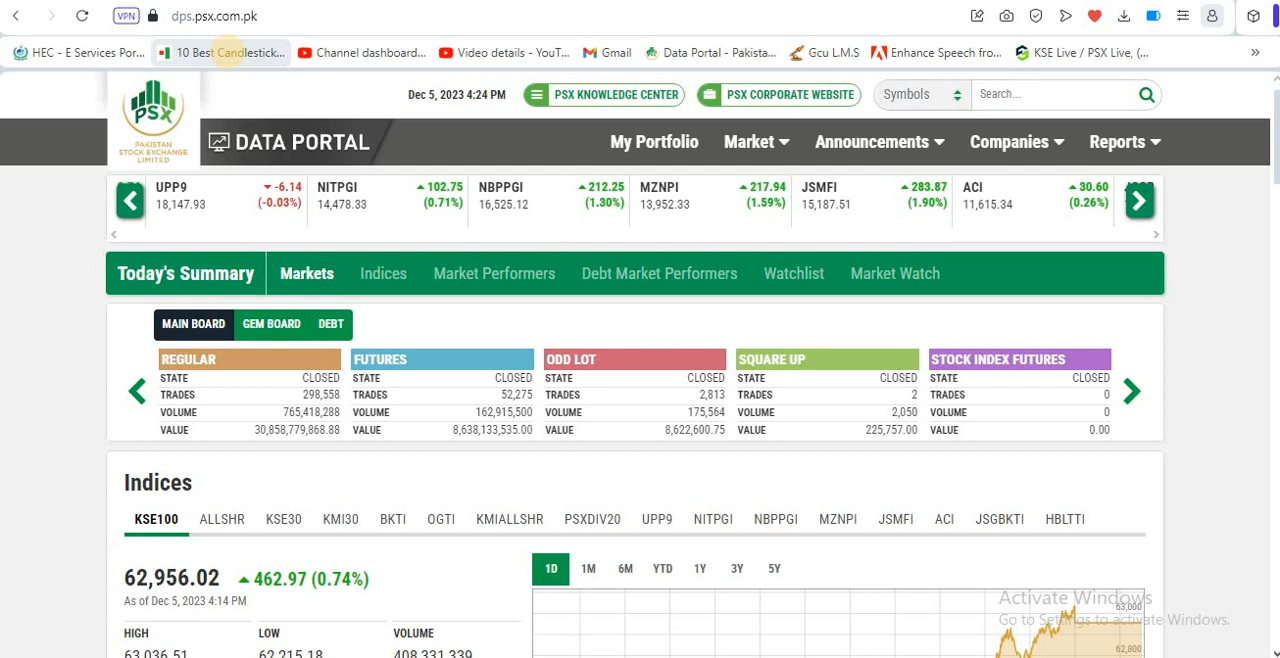 VPN dps.psx.com.pk
HEC - E Services Por... 10 Best Candlestick... Channel dashboard... Video details - YouT... Gmail Data Portal - Pakista... Gcu L.M.S Enhance Speech fro... KSE Live / PSX Live, (... »
Dec 5, 2023 4:24 PM PSX KNOWLEDGE CENTER PSX CORPORATE WEBSITE Symbols Search...
PSX
PAKISTAN
STOCK EXCHANGE
LIMITED
DATA PORTAL My Portfolio Market Announcements Companies Reports
UPP9 -6.14 NITPGI 102.75 NBPPGI 212.25 MZNPI 217.94 JSMFI 283.87 ACI 30.60
18,147.93 (-0.03%) 14,478.33 (0.71%) 16,525.12 (1.30%) 13,952.33 (1.59%) 15,187.51 (1.90%) 11,615.34 (0.26%)
Today's Summary Markets Indices Market Performers Debt Market Performers Watchlist Market Watch
MAIN BOARD GEM BOARD DEBT
REGULAR FUTURES ODD LOT SQUARE UP STOCK INDEX FUTURES
STATE CLOSED STATE CLOSED STATE CLOSED STATE CLOSED STATE CLOSED
TRADES 298,558 TRADES 52,275 TRADES 2,813 TRADES 2 TRADES 0
VOLUME 765,418,288 VOLUME 162,915,500 VOLUME 175,564 VOLUME 2,050 VOLUME 0
VALUE 30,858,779,868.88 VALUE 8,638,133,535.00 VALUE 8,622,600.75 VALUE 225,757.00 VALUE 0.00
Indices
KSE100 ALLSHR KSE30 KMI30 BKTI OGTI KMIALLSHR PSXDIV20 UPP9 NITPGI NBPPGI MZNPI JSMFI ACI JSGBKTI HBLTTI
62,956.02 462.97 (0.74%)
As of Dec 5, 2023 4:14 PM
1D 1M 6M YTD 1Y 3Y 5Y
HIGH LOW VOLUME
63,036.51 62,215.18 408,331,339
63,000
62,800
Activate Windows
Go to Settings to activate Windows.